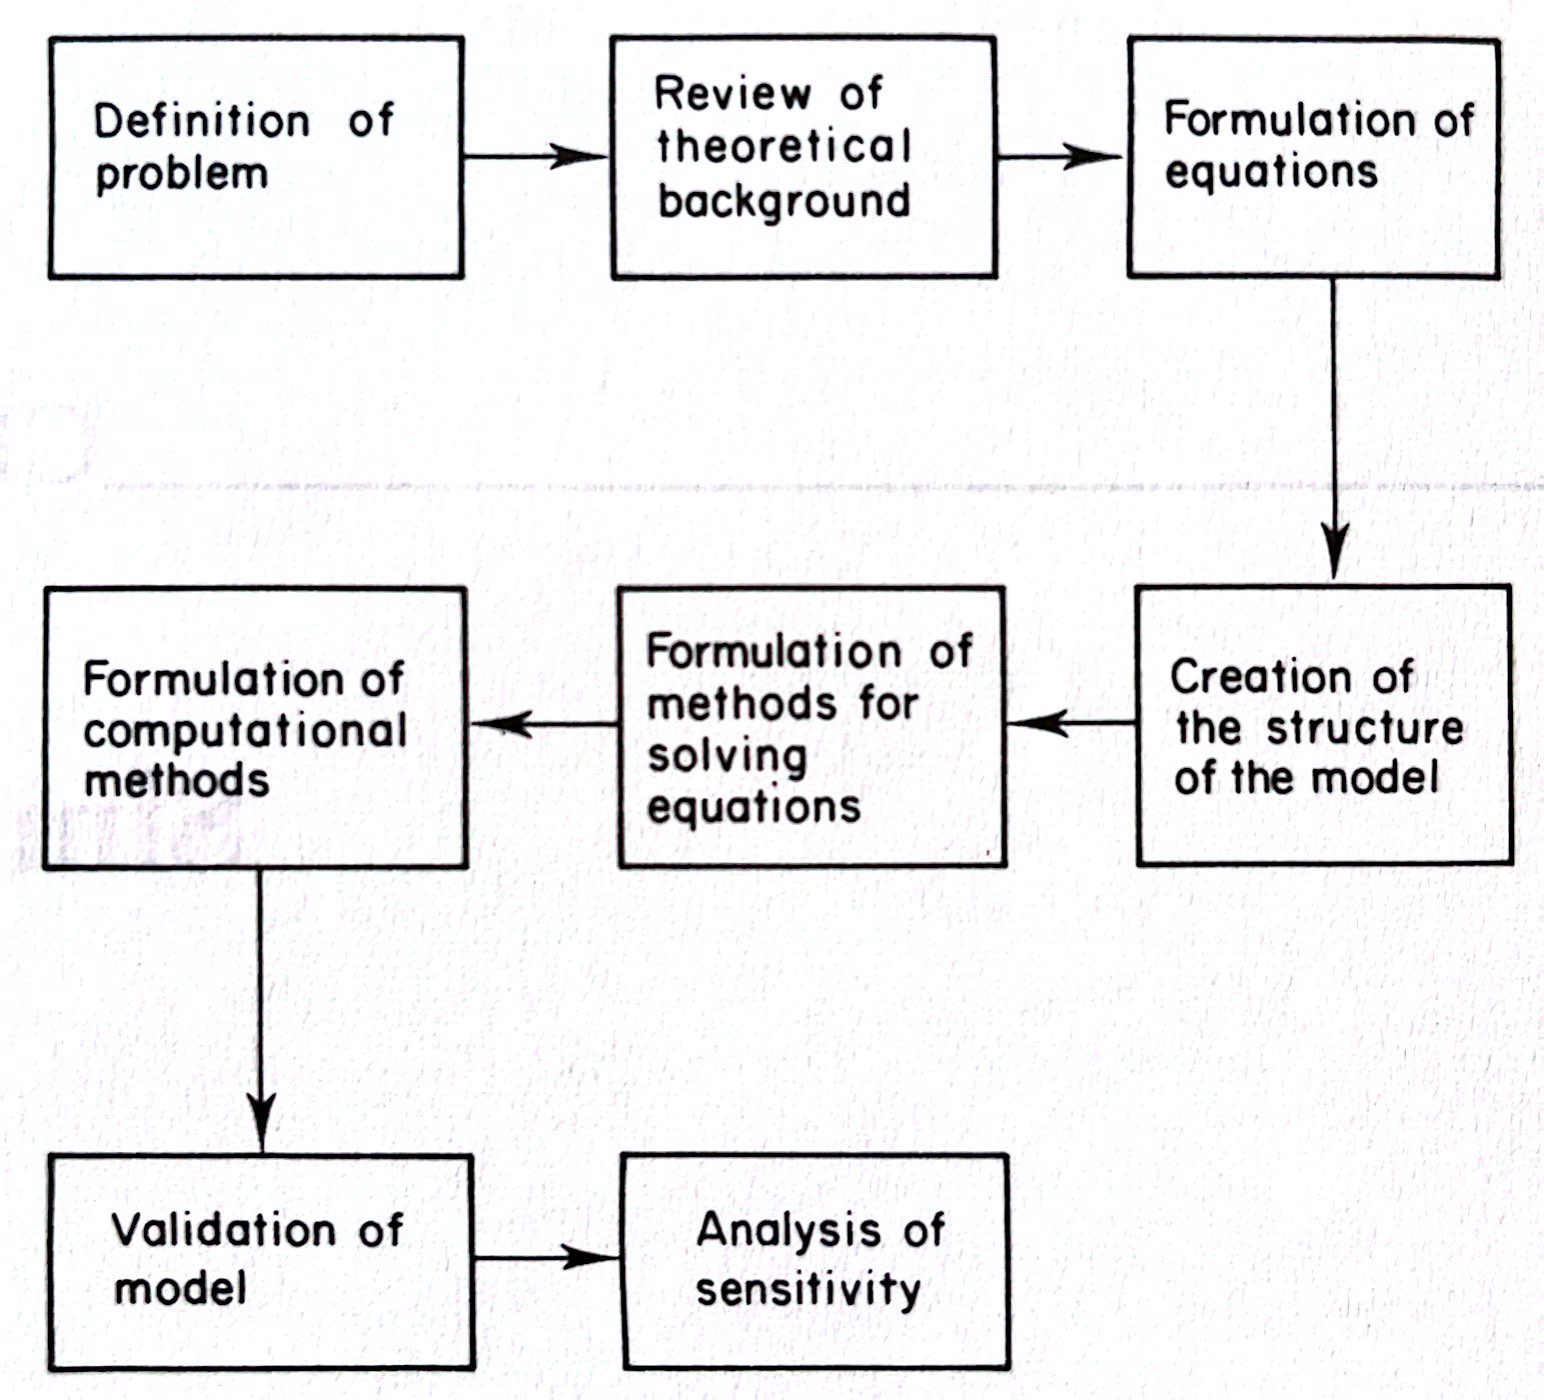 Definition of
problem
Review of
theoretical
background
Formulation of
equations
Creation of
the structure
of the model
Formulation of
methods for
solving
equations
Formulation of
computational
methods
Validation of
model
Analysis of
sensitivity